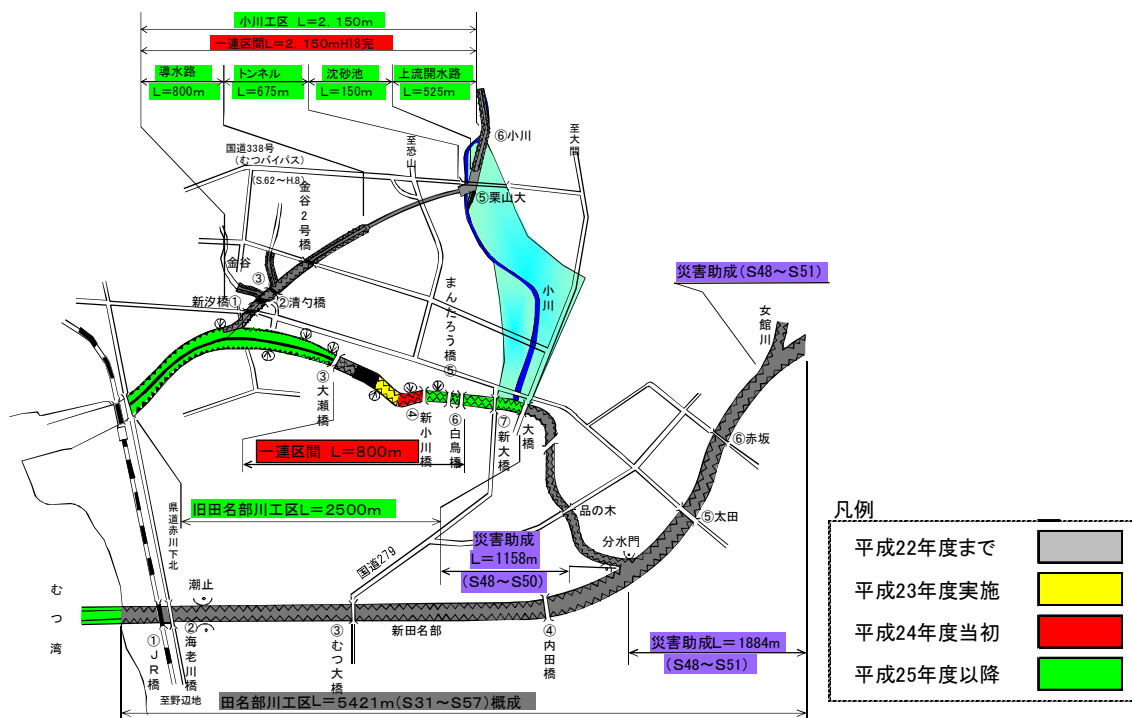 小川工区 L=2,150m
一連区間L=2,150mH18完
導水路
L=800m
トンネル
L=675m
沈砂池
L=150m
上流開水路
L=525m
⑥小川
至大間
至恐山
国道338号
(むつバイパス)
(S.62~H.8)
金谷2号橋
⑤栗山大
金谷
③
新汐橋①
②清勺橋
まんだろう橋⑤
小川
災害助成(S48~S51)
女館川
③大瀬橋
④新小川橋
⑥白鳥橋
⑦新大橋
大橋
⑥赤坂
一連区間 L=800m
旧田名部川工区L=2500m
県道赤川下北
国道279
災害助成
L=1158m
(S48~S50)
品の木
分水門
⑤太田
潮止
むつ湾
①JR橋
②海老川橋
至野辺地
③むつ大橋
新田名部
④内田橋
災害助成L=1884m
(S48~S51)
田名部川工区L=5421m(S31~S57)概成
凡例
平成22年度まで
平成23年度実施
平成24年度当初
平成25年度以降